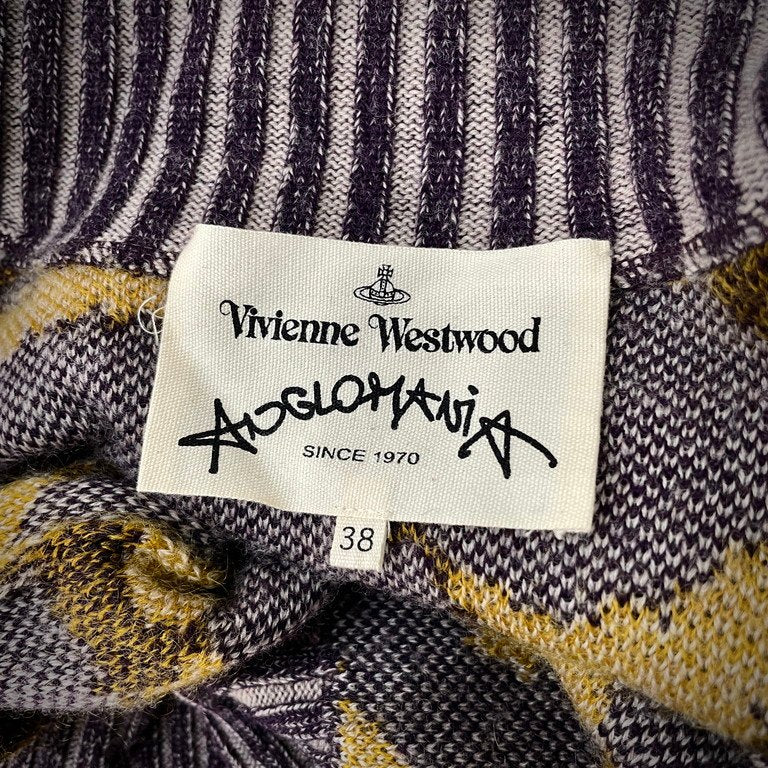 Vivienne Westwood
ANGLOMANIA
SINCE 1970
38